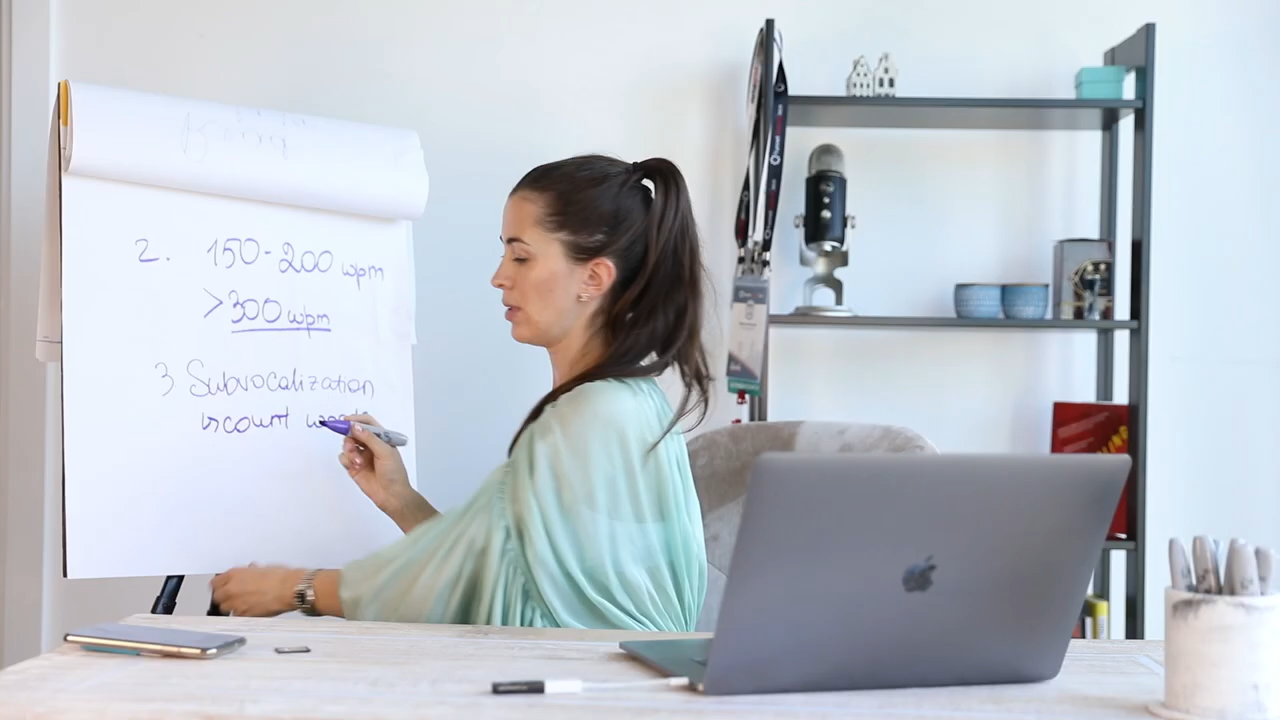 2. 150-200 wpm
>300 wpm
3 Subvocalization
↳ count